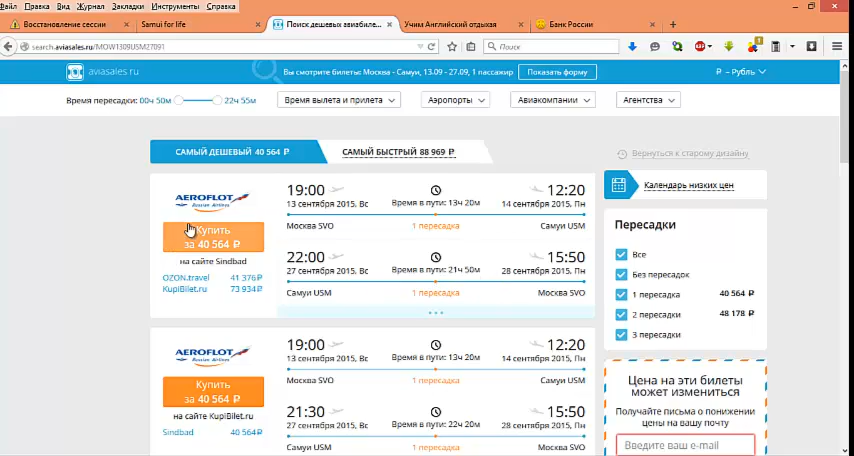 Файл Правка Вид Журнал Закладки Инструменты Справка
Восстановление сессии
Samui for life
Поиск дешевых авиабиле...
Учим Английский отдыхая
Банк России
search.aviasales.ru/MOW1309USM27091
Поиск
ABP
aviasales.ru
Вы смотрите билеты: Москва - Самуи, 13.09 - 27.09, 1 пассажир
Показать форму
₽ – Рубль
Время пересадки: 00ч 50м
22ч 55м
Время вылета и прилета
Аэропорты
Авиакомпании
Агентства
САМЫЙ ДЕШЕВЫЙ 40 564 ₽
САМЫЙ БЫСТРЫЙ 88 969 ₽
Вернуться к старому дизайну
AEROFLOT
Russian Airlines
Купить
за 40 564 ₽
на сайте Sindbad
OZON.travel 41 376 ₽
KupiBilet.ru 73 934 ₽
19:00
12:20
13 сентября 2015, Вс
Время в пути: 13ч 20м
14 сентября 2015, Пн
Москва SVO
1 пересадка
Самуи USM
22:00
15:50
27 сентября 2015, Вс
Время в пути: 21ч 50м
28 сентября 2015, Пн
Самуи USM
1 пересадка
Москва SVO
Календарь низких цен
Пересадки
Все
Без пересадок
1 пересадка 40 564 ₽
2 пересадки 48 178 ₽
3 пересадки
AEROFLOT
Russian Airlines
Купить
за 40 564 ₽
на сайте KupiBilet.ru
Sindbad 40 564 ₽
19:00
12:20
13 сентября 2015, Вс
Время в пути: 13ч 20м
14 сентября 2015, Пн
Москва SVO
1 пересадка
Самуи USM
21:30
15:50
27 сентября 2015, Вс
Время в пути: 22ч 20м
28 сентября 2015, Пн
Самуи USM
1 пересадка
Москва SVO
Цена на эти билеты
может измениться
Получайте письма о понижении
цены на вашу почту
Введите ваш e-mail